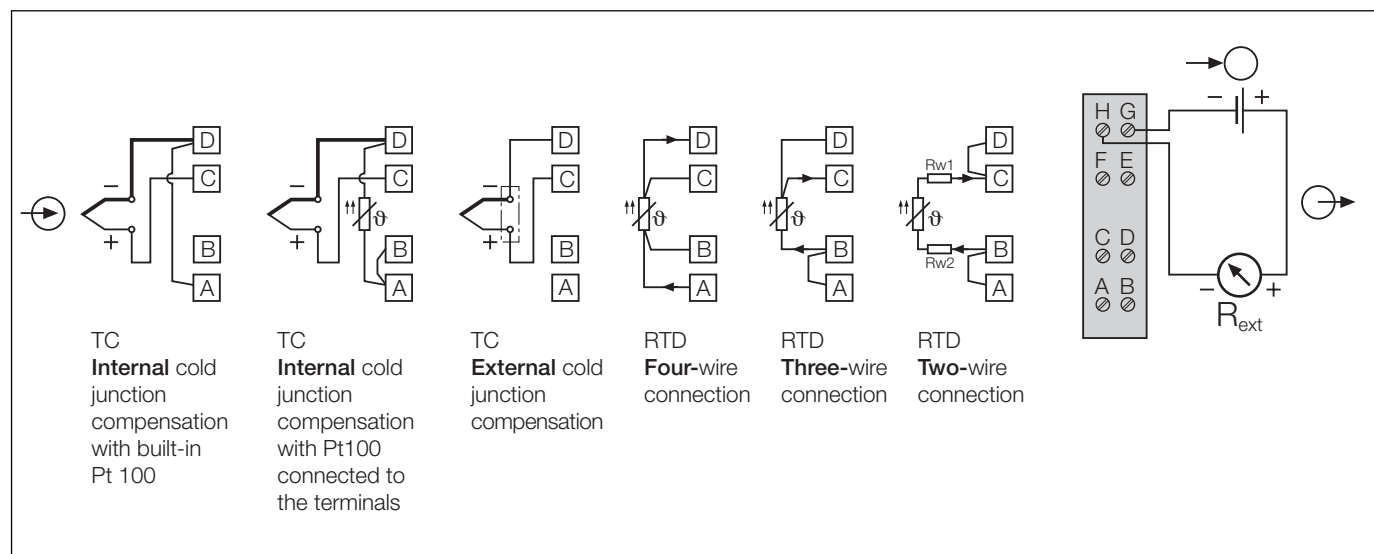 D
C
B
A
−
+
TC
Internal cold
junction
compensation
with built-in
Pt 100
D
C
B
A
−
+
ϑ
TC
Internal cold
junction
compensation
with Pt100
connected to
the terminals
D
C
B
A
−
+
TC
External cold
junction
compensation
D
C
B
A
ϑ
RTD
Four-wire
connection
D
C
B
A
ϑ
RTD
Three-wire
connection
D
C
B
A
Rw1
ϑ
Rw2
RTD
Two-wire
connection
− +
H G
F E
C D
A B
− +
Rext